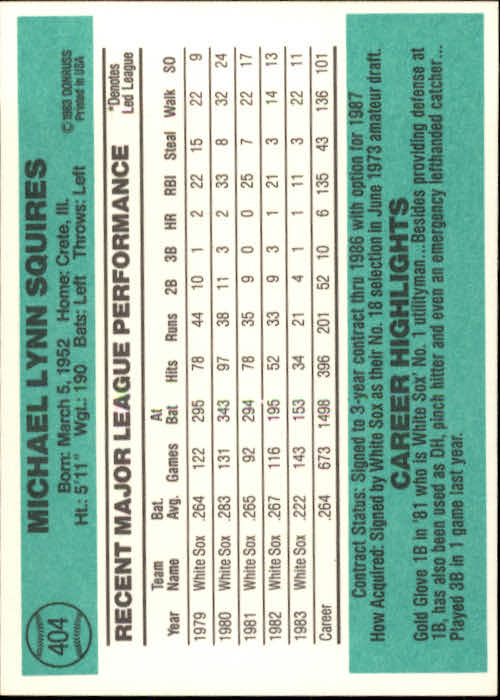 404
MICHAEL LYNN SQUIRES
©1983 DONRUSS
Printed in USA
Born: March 5, 1952 Home: Crete, Ill.
Ht.: 5'11" Wgt.: 190 Bats: Left Throws: Left
RECENT MAJOR LEAGUE PERFORMANCE
*Denotes
Led League
Year Team Name Bat. Avg. Games At Bat Hits Runs 2B 3B HR RBI Steal Walk SO
1979 White Sox .264 122 295 78 44 10 1 2 22 15 22 9
1980 White Sox .283 131 343 97 38 11 3 2 33 8 32 24
1981 White Sox .265 92 294 78 35 9 0 0 25 7 22 17
1982 White Sox .267 116 195 52 33 9 3 1 21 3 14 13
1983 White Sox .222 143 153 34 21 4 1 1 11 3 22 11
Career .264 673 1498 396 201 52 10 6 135 43 136 101
Contract Status: Signed to 3-year contract thru 1986 with option for 1987
How Acquired: Signed by White Sox as their No. 18 selection in June 1973 amateur draft.
CAREER HIGHLIGHTS
Gold Glove 1B in '81 who is White Sox' No. 1 utilityman...Besides providing defense at
1B, has also been used as DH, pinch hitter and even an emergency lefthanded catcher...
Played 3B in 1 game last year.